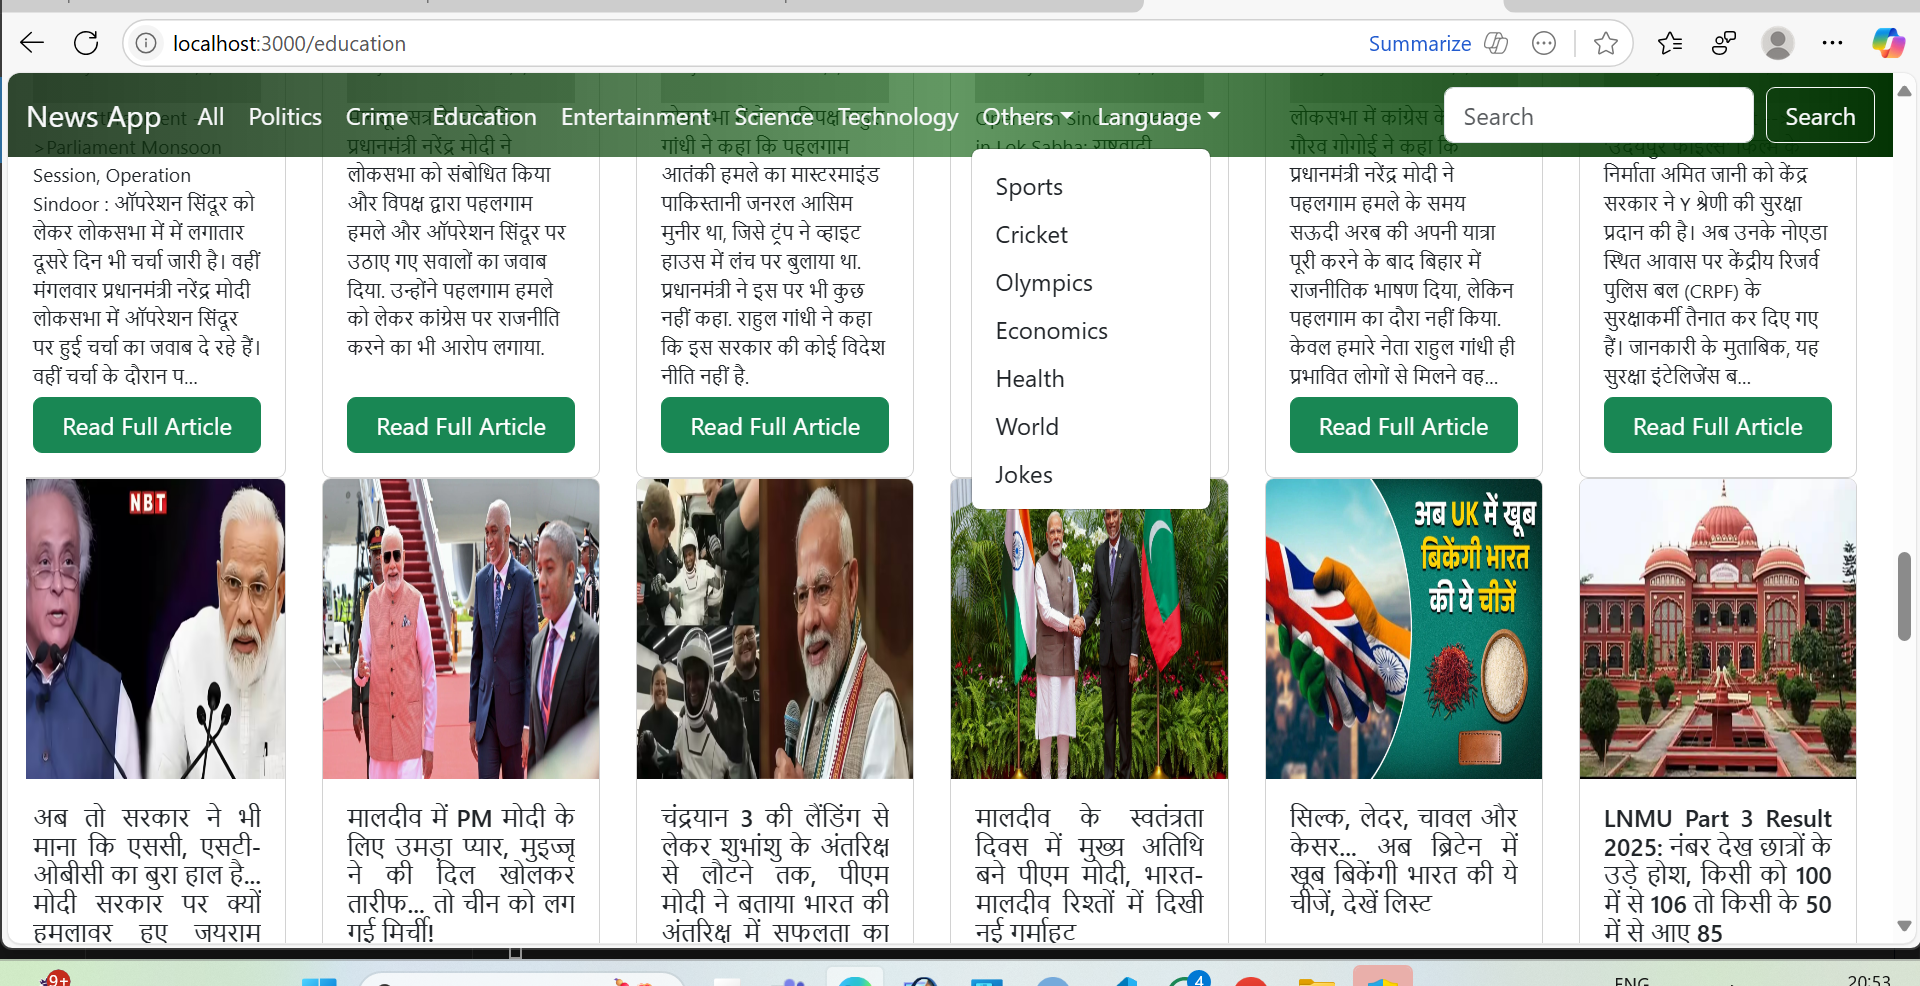 Summarize
localhost:3000/education
News App
All
Politics
Crime
Education
Entertainment
Science
Technology
Others
Language
Search
Search
Sports
Cricket
Olympics
Economics
Health
World
Jokes
>Parliament Monsoon
Session, Operation
Sindoor : ऑपरेशन सिंदूर को
लेकर लोकसभा में में लगातार
दूसरे दिन भी चर्चा जारी है। वहीं
मंगलवार प्रधानमंत्री नरेंद्र मोदी
लोकसभा में ऑपरेशन सिंदूर
पर हुई चर्चा का जवाब दे रहे हैं।
वहीं चर्चा के दौरान प...
Read Full Article
प्रधानमंत्री नरेंद्र मोदी ने
लोकसभा को संबोधित किया
और विपक्ष द्वारा पहलगाम
हमले और ऑपरेशन सिंदूर पर
उठाए गए सवालों का जवाब
दिया. उन्होंने पहलगाम हमले
को लेकर कांग्रेस पर राजनीति
करने का भी आरोप लगाया.
Read Full Article
गांधी ने कहा कि पहलगाम
आतंकी हमले का मास्टरमाइंड
पाकिस्तानी जनरल आसिम
मुनीर था, जिसे ट्रंप ने व्हाइट
हाउस में लंच पर बुलाया था.
प्रधानमंत्री ने इस पर भी कुछ
नहीं कहा. राहुल गांधी ने कहा
कि इस सरकार की कोई विदेश
नीति नहीं है.
Read Full Article
in Lok Sabha: राष्ट्रवादी
लोकसभा में कांग्रेस के
गौरव गोगोई ने कहा कि
प्रधानमंत्री नरेंद्र मोदी ने
पहलगाम हमले के समय
सऊदी अरब की अपनी यात्रा
पूरी करने के बाद बिहार में
राजनीतिक भाषण दिया, लेकिन
पहलगाम का दौरा नहीं किया.
केवल हमारे नेता राहुल गांधी ही
प्रभावित लोगों से मिलने वह...
Read Full Article
'उदयपुर फाइल्स' फिल्म के
निर्माता अमित जानी को केंद्र
सरकार ने Y श्रेणी की सुरक्षा
प्रदान की है। अब उनके नोएडा
स्थित आवास पर केंद्रीय रिजर्व
पुलिस बल (CRPF) के
सुरक्षाकर्मी तैनात कर दिए गए
हैं। जानकारी के मुताबिक, यह
सुरक्षा इंटेलिजेंस ब...
Read Full Article
NBT
अब तो सरकार ने भी
माना कि एससी, एसटी-
ओबीसी का बुरा हाल है...
मोदी सरकार पर क्यों
हमलावर हुए जयराम
मालदीव में PM मोदी के
लिए उमड़ा प्यार, मुइज्जू
ने की दिल खोलकर
तारीफ... तो चीन को लग
गई मिर्ची!
चंद्रयान 3 की लैंडिंग से
लेकर शुभांशु के अंतरिक्ष
से लौटने तक, पीएम
मोदी ने बताया भारत की
अंतरिक्ष में सफलता का
मालदीव के स्वतंत्रता
दिवस में मुख्य अतिथि
बने पीएम मोदी, भारत-
मालदीव रिश्तों में दिखी
नई गर्माहट
अब UK में खूब
बिकेंगी भारत
की ये चीजें
सिल्क, लेदर, चावल और
केसर... अब ब्रिटेन में
खूब बिकेंगी भारत की ये
चीजें, देखें लिस्ट
LNMU Part 3 Result
2025: नंबर देख छात्रों के
उड़े होश, किसी को 100
में से 106 तो किसी के 50
में से आए 85
9+
4
ENG
20:53